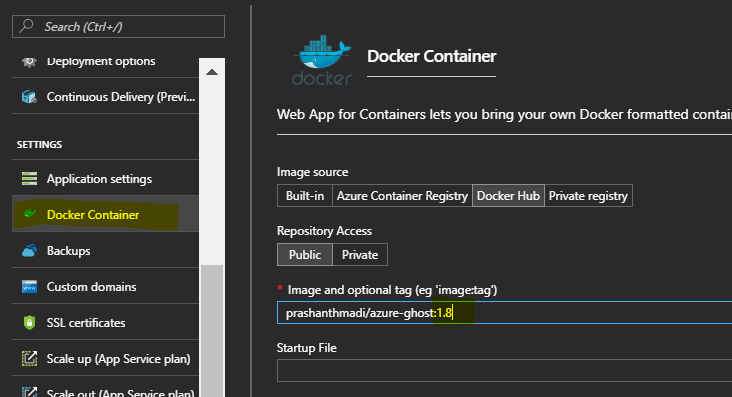 Search (Ctrl+/)
Deployment options
Continuous Delivery (Previ...
SETTINGS
Application settings
Docker Container
Backups
Custom domains
SSL certificates
Scale up (App Service plan)
Scale out (App Service plan)
docker
Docker Container
Web App for Containers lets you bring your own Docker formatted contai
Image source
Built-in Azure Container Registry Docker Hub Private registry
Repository Access
Public Private
* Image and optional tag (eg 'image:tag')
prashanthmadi/azure-ghost:1.8
Startup File